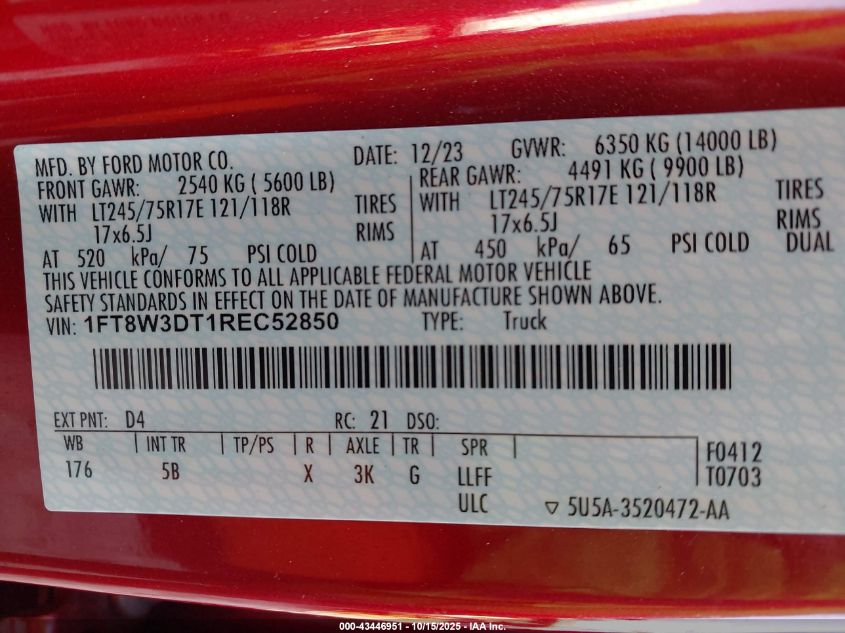 MFD. BY FORD MOTOR CO. DATE: 12/23 GVWR: 6350 KG (14000 LB)
FRONT GAWR: 2540 KG ( 5600 LB) REAR GAWR: 4491 KG ( 9900 LB)
WITH LT245/75R17E 121/118R TIRES WITH LT245/75R17E 121/118R TIRES
17x6.5J RIMS 17x6.5J RIMS
AT 520 kPa/ 75 PSI COLD AT 450 kPa/ 65 PSI COLD DUAL
THIS VEHICLE CONFORMS TO ALL APPLICABLE FEDERAL MOTOR VEHICLE
SAFETY STANDARDS IN EFFECT ON THE DATE OF MANUFACTURE SHOWN ABOVE.
VIN: 1FT8W3DT1REC52850 TYPE: Truck
EXT PNT: D4 RC: 21 DSO:
WB INT TR TP/PS R AXLE TR SPR F0412
176 5B X 3K G LLFF T0703
ULC ▽ 5U5A-3520472-AA
000-43446951 - 10/15/2025 - IAA Inc.